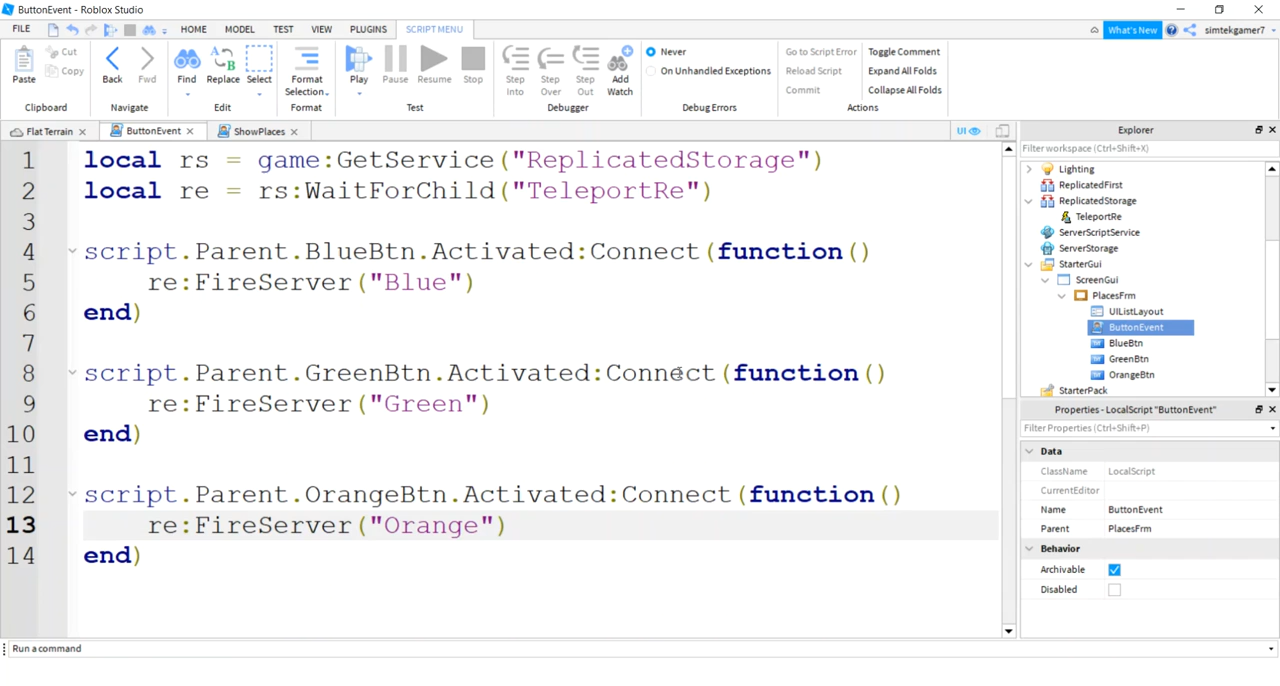 ButtonEvent - Roblox Studio
FILE HOME MODEL TEST VIEW PLUGINS SCRIPT MENU What's New simtekgamer7
Paste Cut Copy Clipboard
Back Fwd Navigate
Find Replace Select Edit
Format Selection Format
Play Pause Resume Stop Test
Step Into Step Over Step Out Add Watch Debugger
Never
On Unhandled Exceptions
Debug Errors
Go to Script Error Toggle Comment
Reload Script Expand All Folds
Commit Collapse All Folds
Actions
Flat Terrain ButtonEvent ShowPlaces UI
1 local rs = game:GetService("ReplicatedStorage")
2 local re = rs:WaitForChild("TeleportRe")
3
4 script.Parent.BlueBtn.Activated:Connect(function()
5 re:FireServer("Blue")
6 end)
7
8 script.Parent.GreenBtn.Activated:Connect(function()
9 re:FireServer("Green")
10 end)
11
12 script.Parent.OrangeBtn.Activated:Connect(function()
13 re:FireServer("Orange")
14 end)
Explorer
Filter workspace (Ctrl+Shift+X)
Lighting
ReplicatedFirst
ReplicatedStorage
TeleportRe
ServerScriptService
ServerStorage
StarterGui
ScreenGui
PlacesFrm
UIListLayout
ButtonEvent
BlueBtn
GreenBtn
OrangeBtn
StarterPack
Properties - LocalScript "ButtonEvent"
Filter Properties (Ctrl+Shift+P)
Data
ClassName LocalScript
CurrentEditor
Name ButtonEvent
Parent PlacesFrm
Behavior
Archivable
Disabled
Run a command